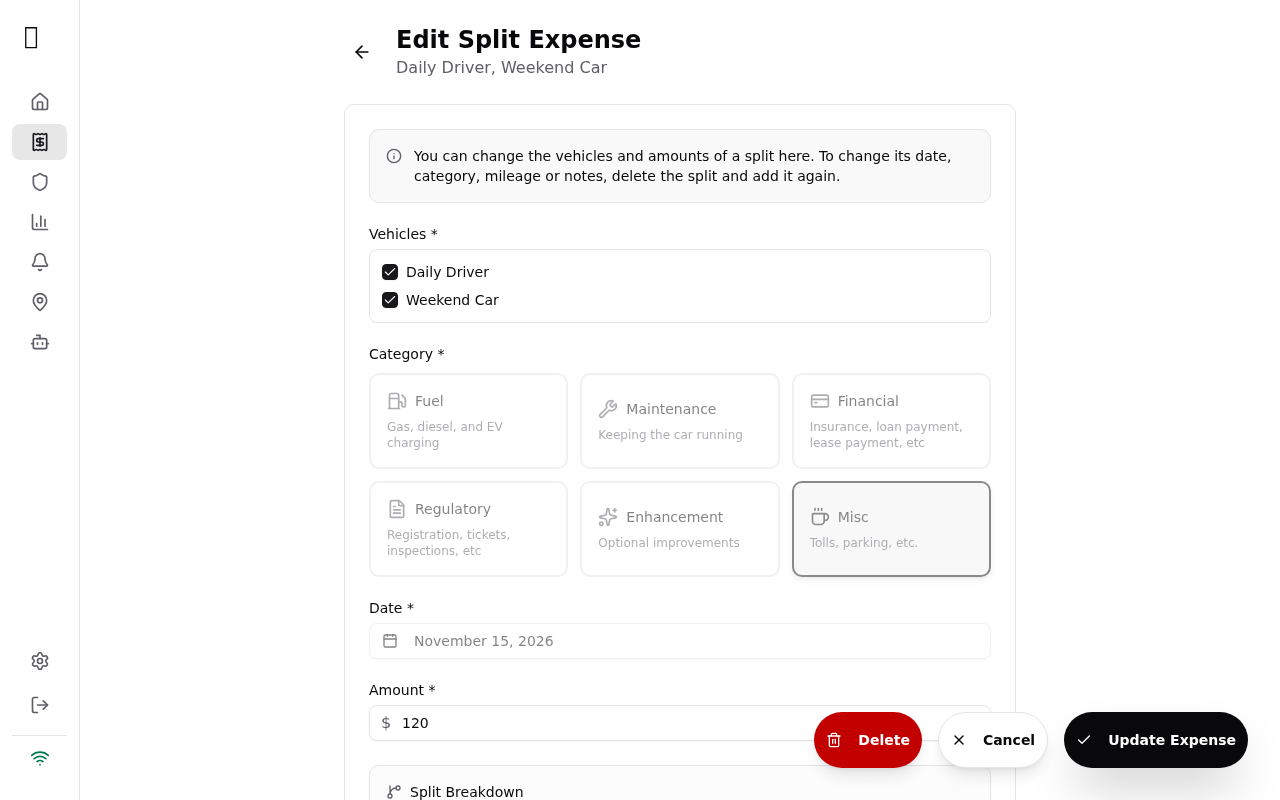 Edit Split Expense
Daily Driver, Weekend Car
You can change the vehicles and amounts of a split here. To change its date,
category, mileage or notes, delete the split and add it again.
Vehicles *
Daily Driver
Weekend Car
Category *
Fuel
Gas, diesel, and EV
charging
Maintenance
Keeping the car running
Financial
Insurance, loan payment,
lease payment, etc
Regulatory
Registration, tickets,
inspections, etc
Enhancement
Optional improvements
Misc
Tolls, parking, etc.
Date *
November 15, 2026
Amount *
$ 120
Delete
Cancel
Update Expense
Split Breakdown